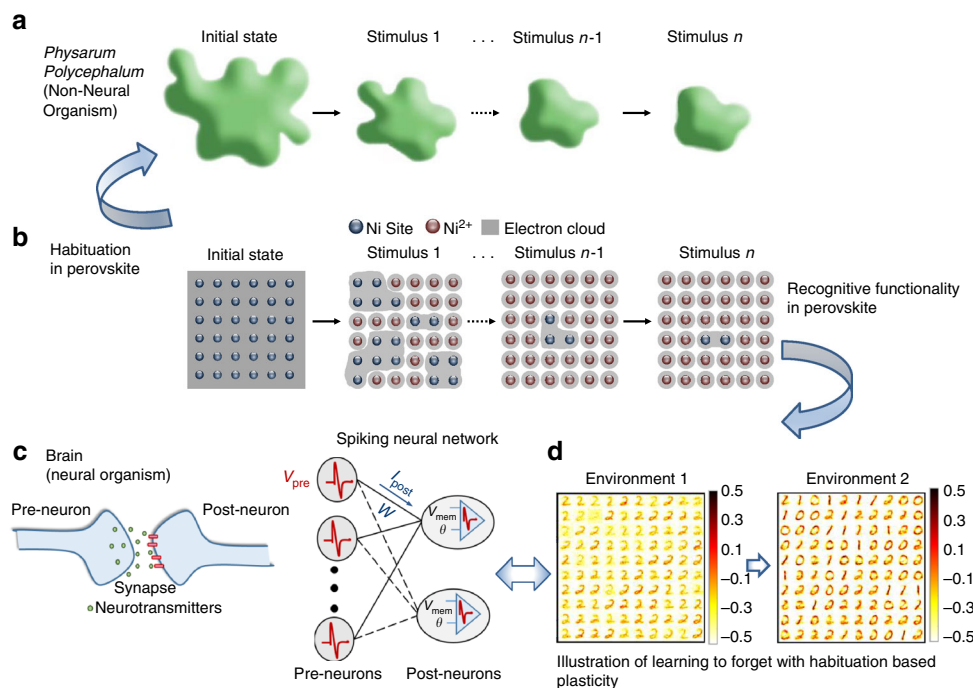 a
Initial state
Stimulus 1
. . .
Stimulus n-1
Stimulus n
Physarum
Polycephalum
(Non-Neural
Organism)
b
Ni Site
Ni2+
Electron cloud
Habituation
in perovskite
Initial state
Stimulus 1
. . .
Stimulus n-1
Stimulus n
Recognitive functionality
in perovskite
c
Brain
(neural organism)
Pre-neuron
Post-neuron
Synapse
Neurotransmitters
Spiking neural network
Vpre
Ipost
W
Vmem
θ
Vmem
θ
Pre-neurons
Post-neurons
d
Environment 1
0.5
0.3
0.1
–0.1
–0.3
–0.5
Environment 2
0.5
0.3
0.1
–0.1
–0.3
–0.5
Illustration of learning to forget with habituation based
plasticity